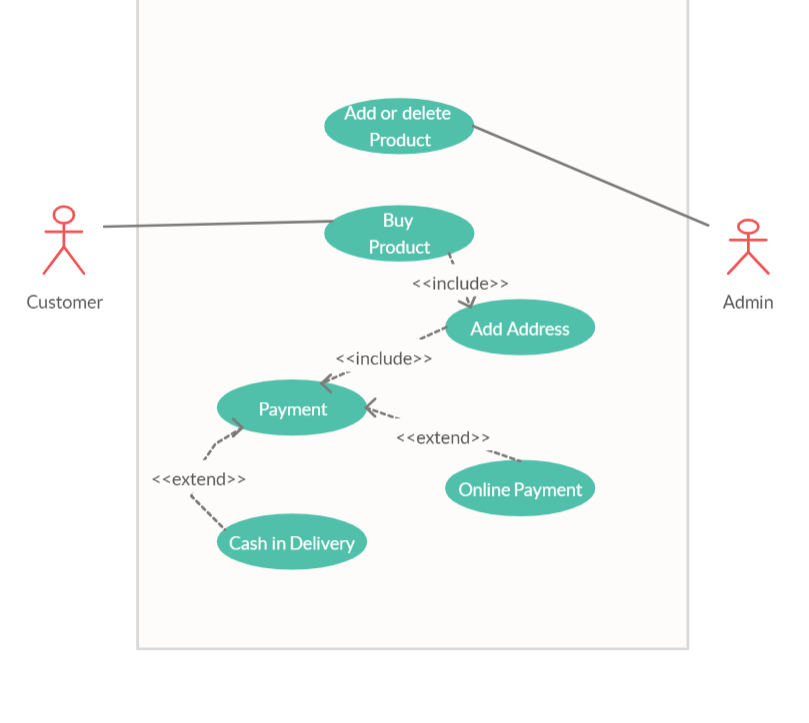 Add or delete
Product
Buy
Product
<<include>>
Customer
Admin
Add Address
<<include>>
Payment
<<extend>>
<<extend>>
Online Payment
Cash in Delivery